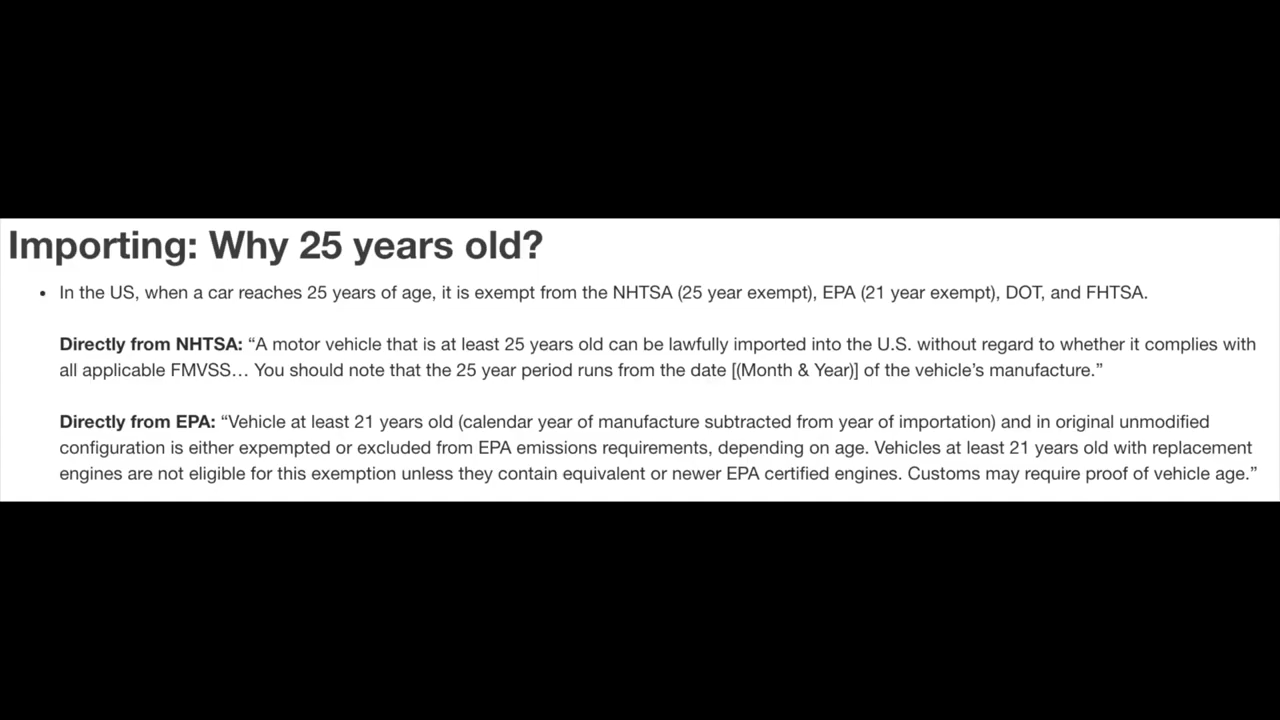 Importing: Why 25 years old?
• In the US, when a car reaches 25 years of age, it is exempt from the NHTSA (25 year exempt), EPA (21 year exempt), DOT, and FHTSA.
Directly from NHTSA: “A motor vehicle that is at least 25 years old can be lawfully imported into the U.S. without regard to whether it complies with
all applicable FMVSS… You should note that the 25 year period runs from the date [(Month & Year)] of the vehicle’s manufacture.”
Directly from EPA: “Vehicle at least 21 years old (calendar year of manufacture subtracted from year of importation) and in original unmodified
configuration is either expempted or excluded from EPA emissions requirements, depending on age. Vehicles at least 21 years old with replacement
engines are not eligible for this exemption unless they contain equivalent or newer EPA certified engines. Customs may require proof of vehicle age.”